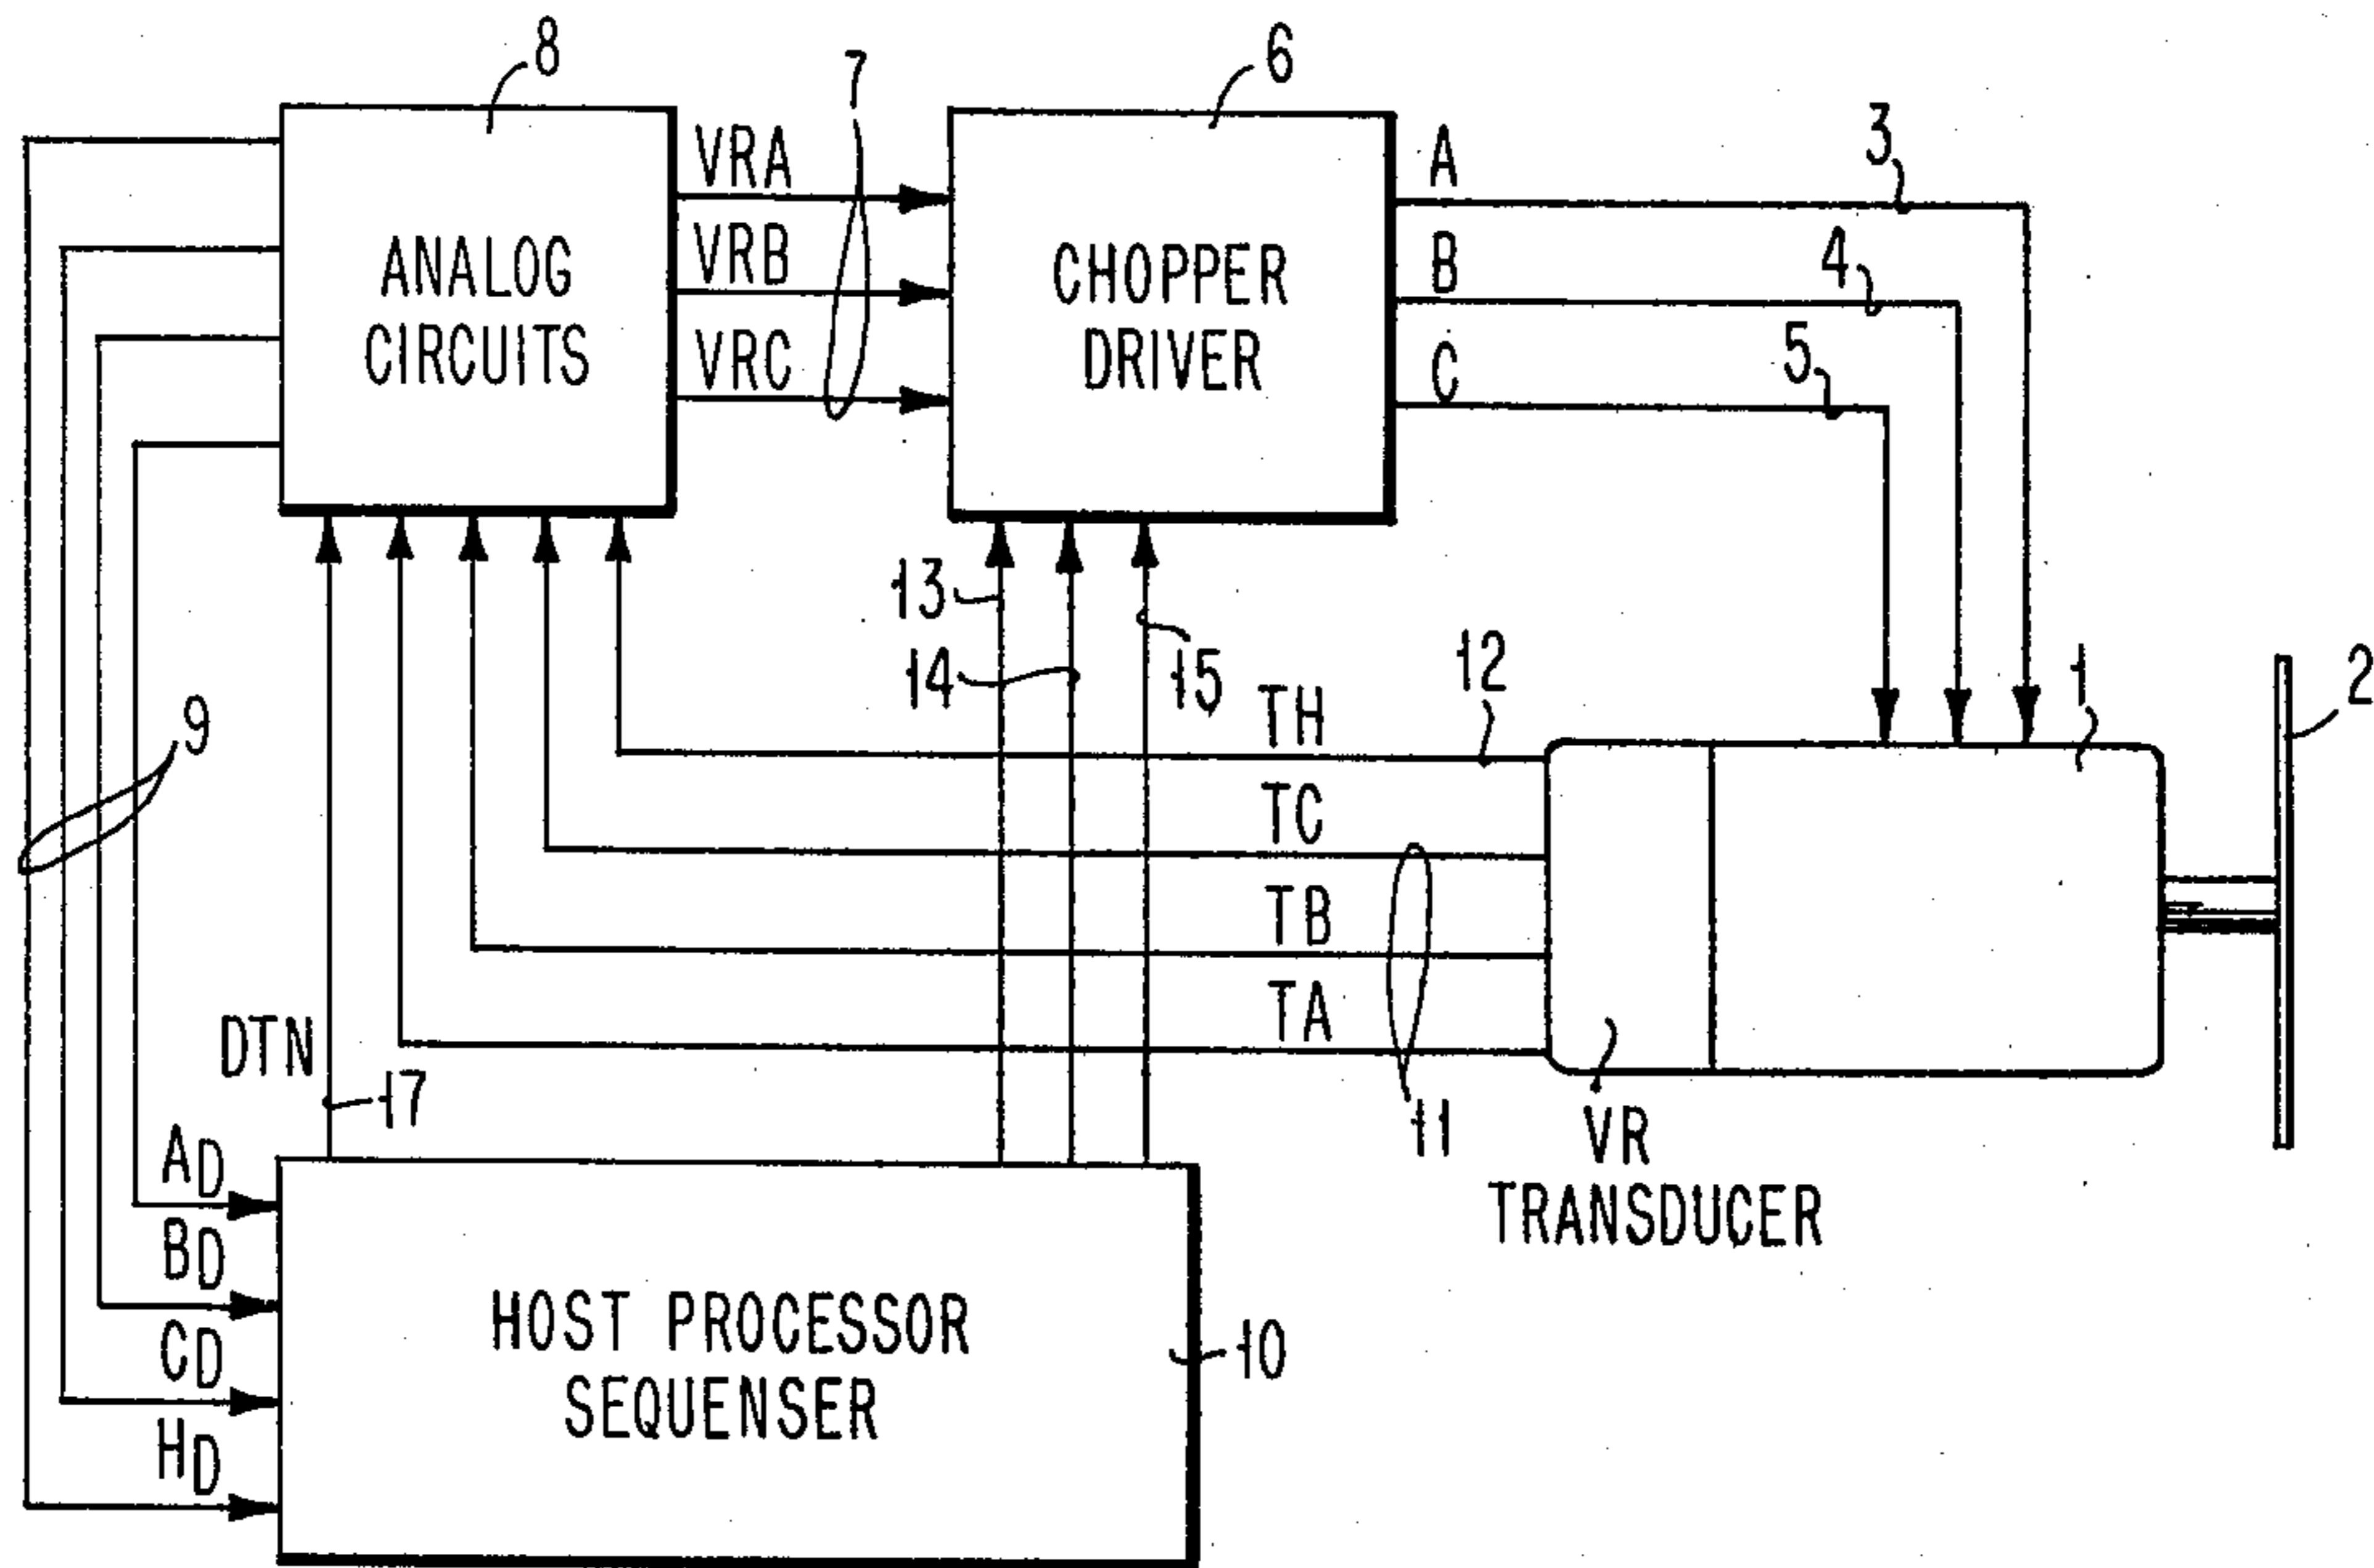 8
7
6
3
VRA
A
VRB
B
4
ANALOG
CIRCUITS
CHOPPER
DRIVER
VRC
C
5
13
14
15
12
1
2
9
TH
TC
TB
TA
DTN
17
11
VR
TRANSDUCER
AD
BD
CD
HD
HOST PROCESSOR
SEQUENSER
10